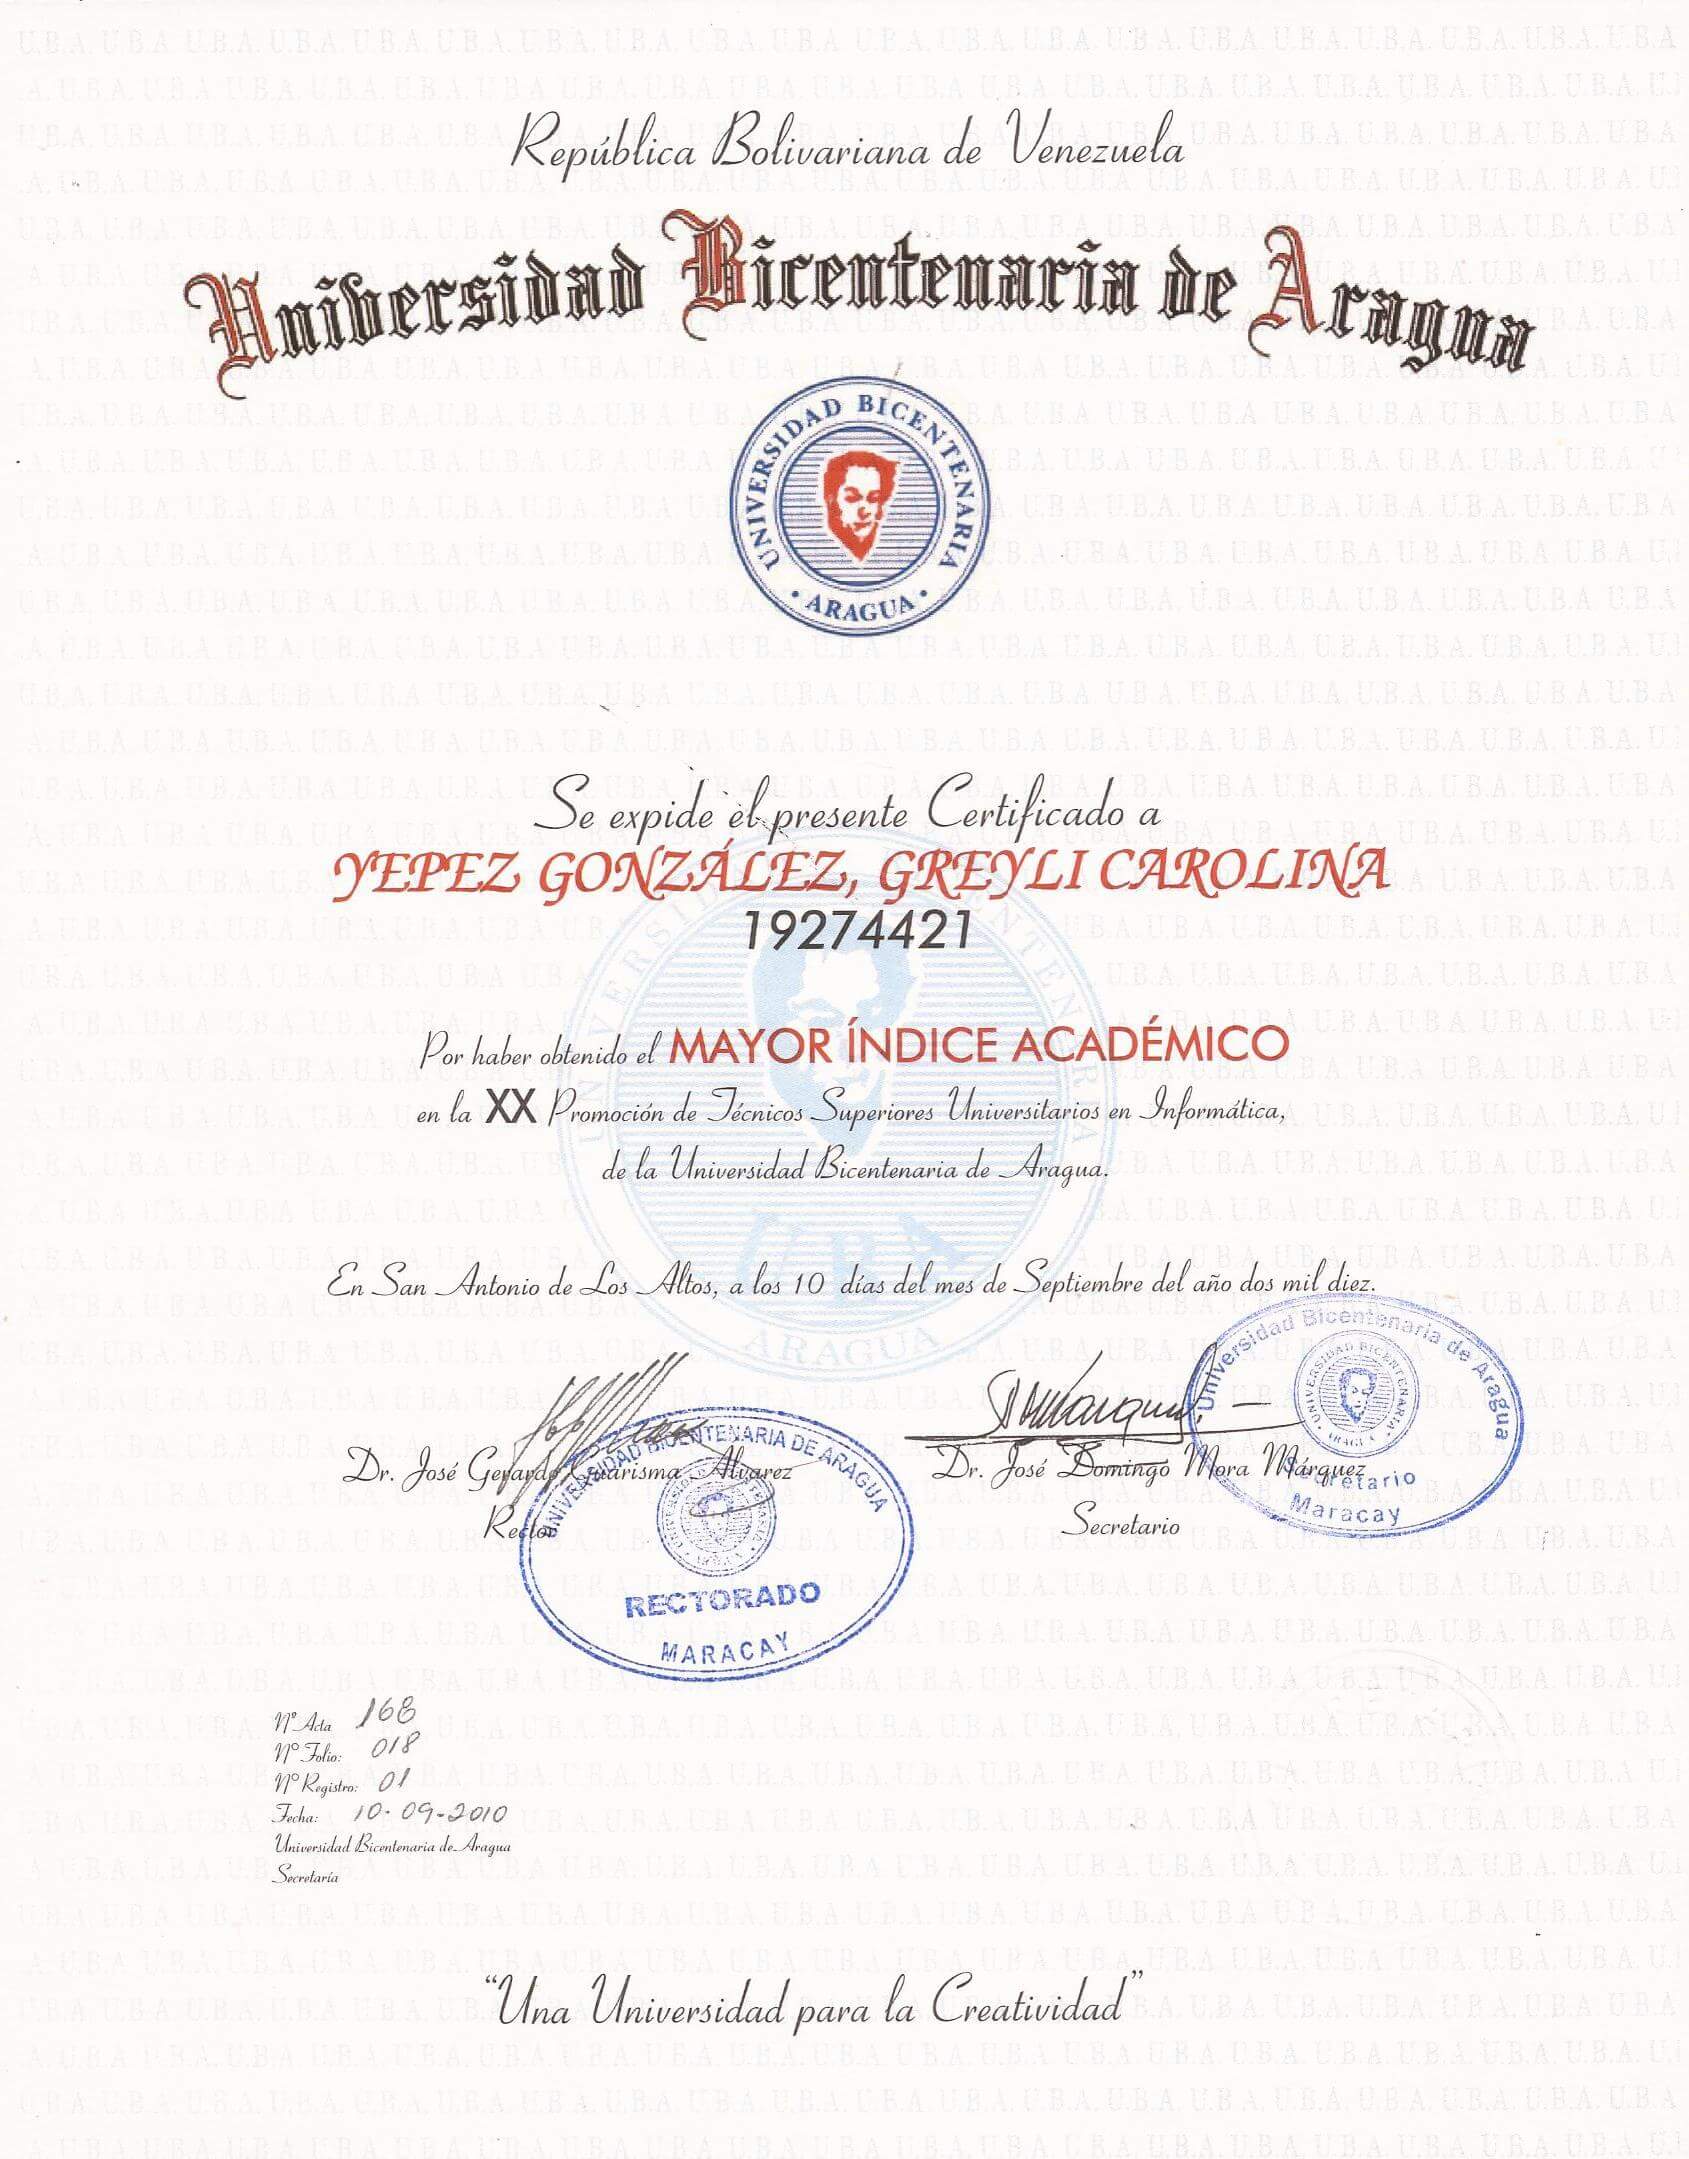 República Bolivariana de Venezuela
Universidad Bicentenaria de Aragua
UNIVERSIDAD BICENTENARIA
· ARAGUA ·
Se expide el presente Certificado a
YEPEZ GONZÁLEZ, GREYLI CAROLINA
19274421
Por haber obtenido el MAYOR ÍNDICE ACADÉMICO
en la XX Promoción de Técnicos Superiores Universitarios en Informática,
de la Universidad Bicentenaria de Aragua.
UBA
ARAGUA
En San Antonio de Los Altos, a los 10 días del mes de Septiembre del año dos mil diez.
Dr. José Gerardo Guarisma Alvarez
Rector
UNIVERSIDAD BICENTENARIA DE ARAGUA
RECTORADO
MARACAY
Dr. José Domingo Mora Márquez
Secretario
Universidad Bicentenaria de Aragua
UNIVERSIDAD BICENTENARIA
ARAGUA
Secretario
Maracay
Nº Acta 168
Nº Folio: 018
Nº Registro: 01
Fecha: 10-09-2010
Universidad Bicentenaria de Aragua
Secretaría
“Una Universidad para la Creatividad”